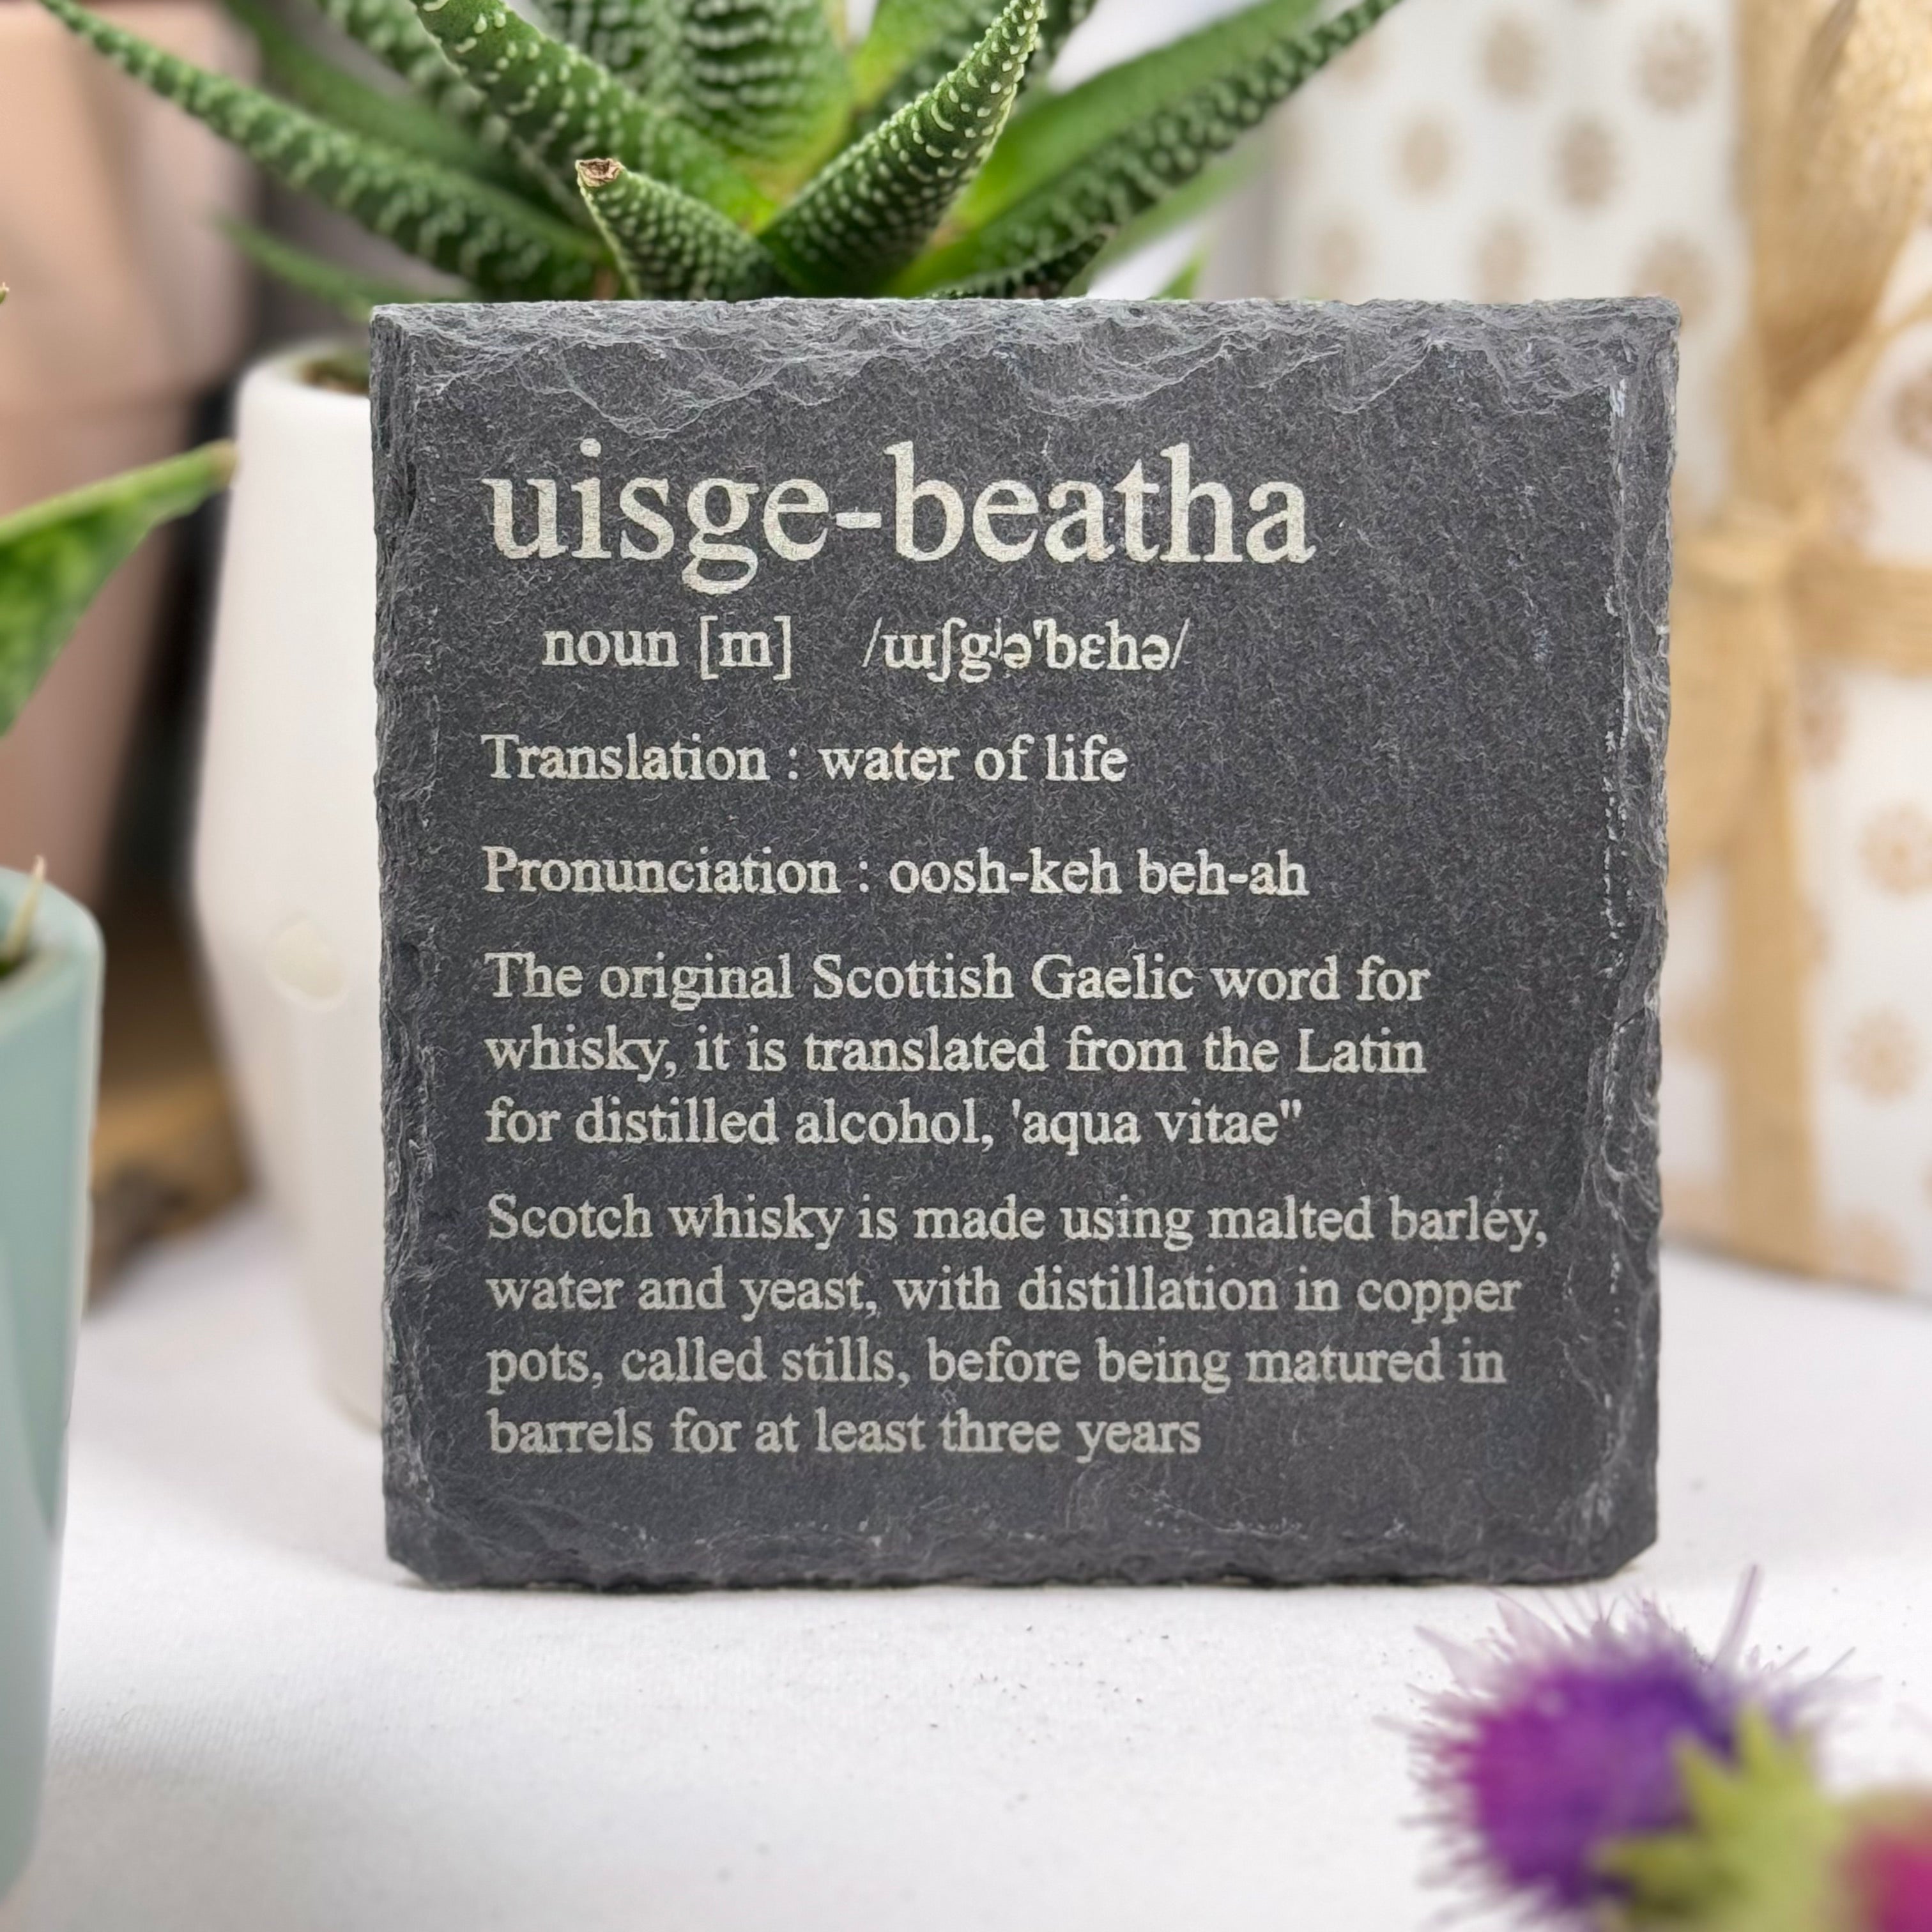 uisge-beatha
noun [m] /ɯʃgʲə'bɛhə/
Translation : water of life
Pronunciation : oosh-keh beh-ah
The original Scottish Gaelic word for
whisky, it is translated from the Latin
for distilled alcohol, 'aqua vitae"
Scotch whisky is made using malted barley,
water and yeast, with distillation in copper
pots, called stills, before being matured in
barrels for at least three years